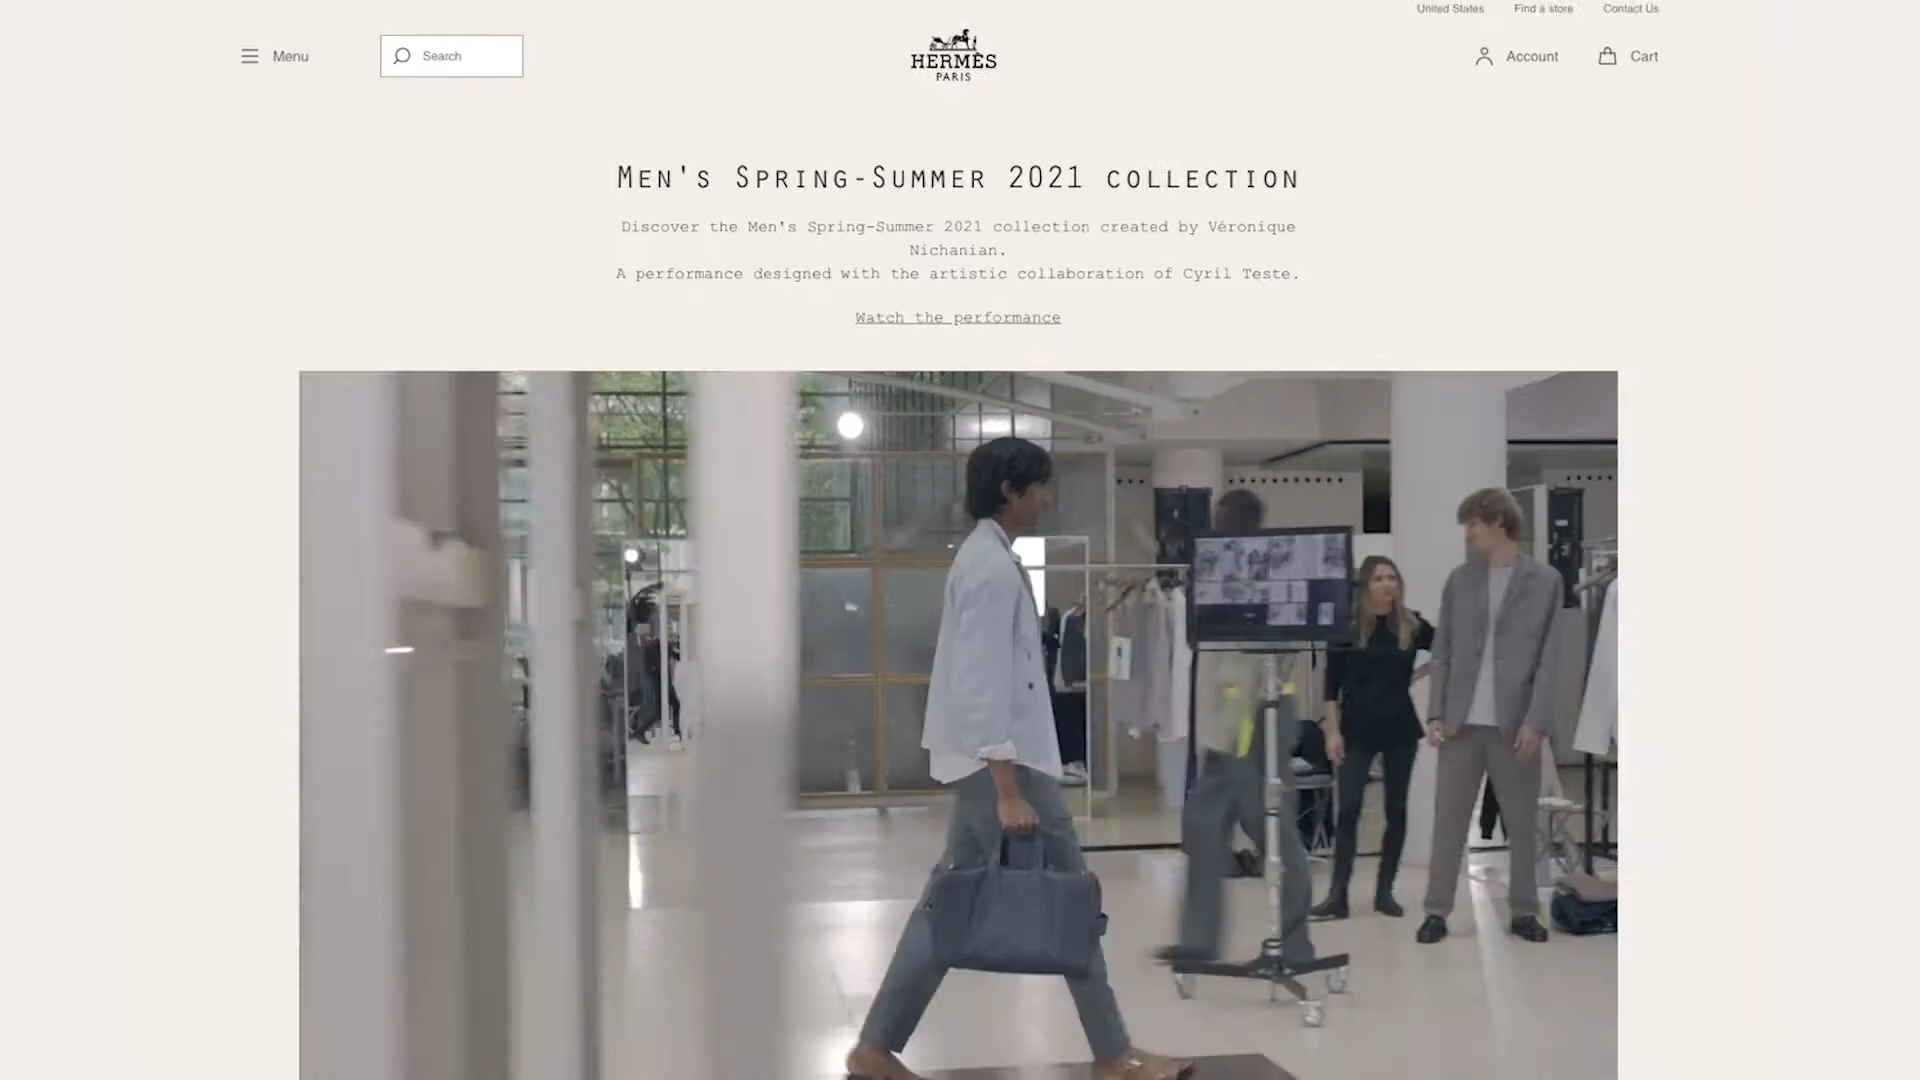 United States Find a store Contact Us
Menu Search HERMÈS Account Cart
PARIS
Men's Spring-Summer 2021 collection
Discover the Men's Spring-Summer 2021 collection created by Véronique
Nichanian.
A performance designed with the artistic collaboration of Cyril Teste.
Watch the performance